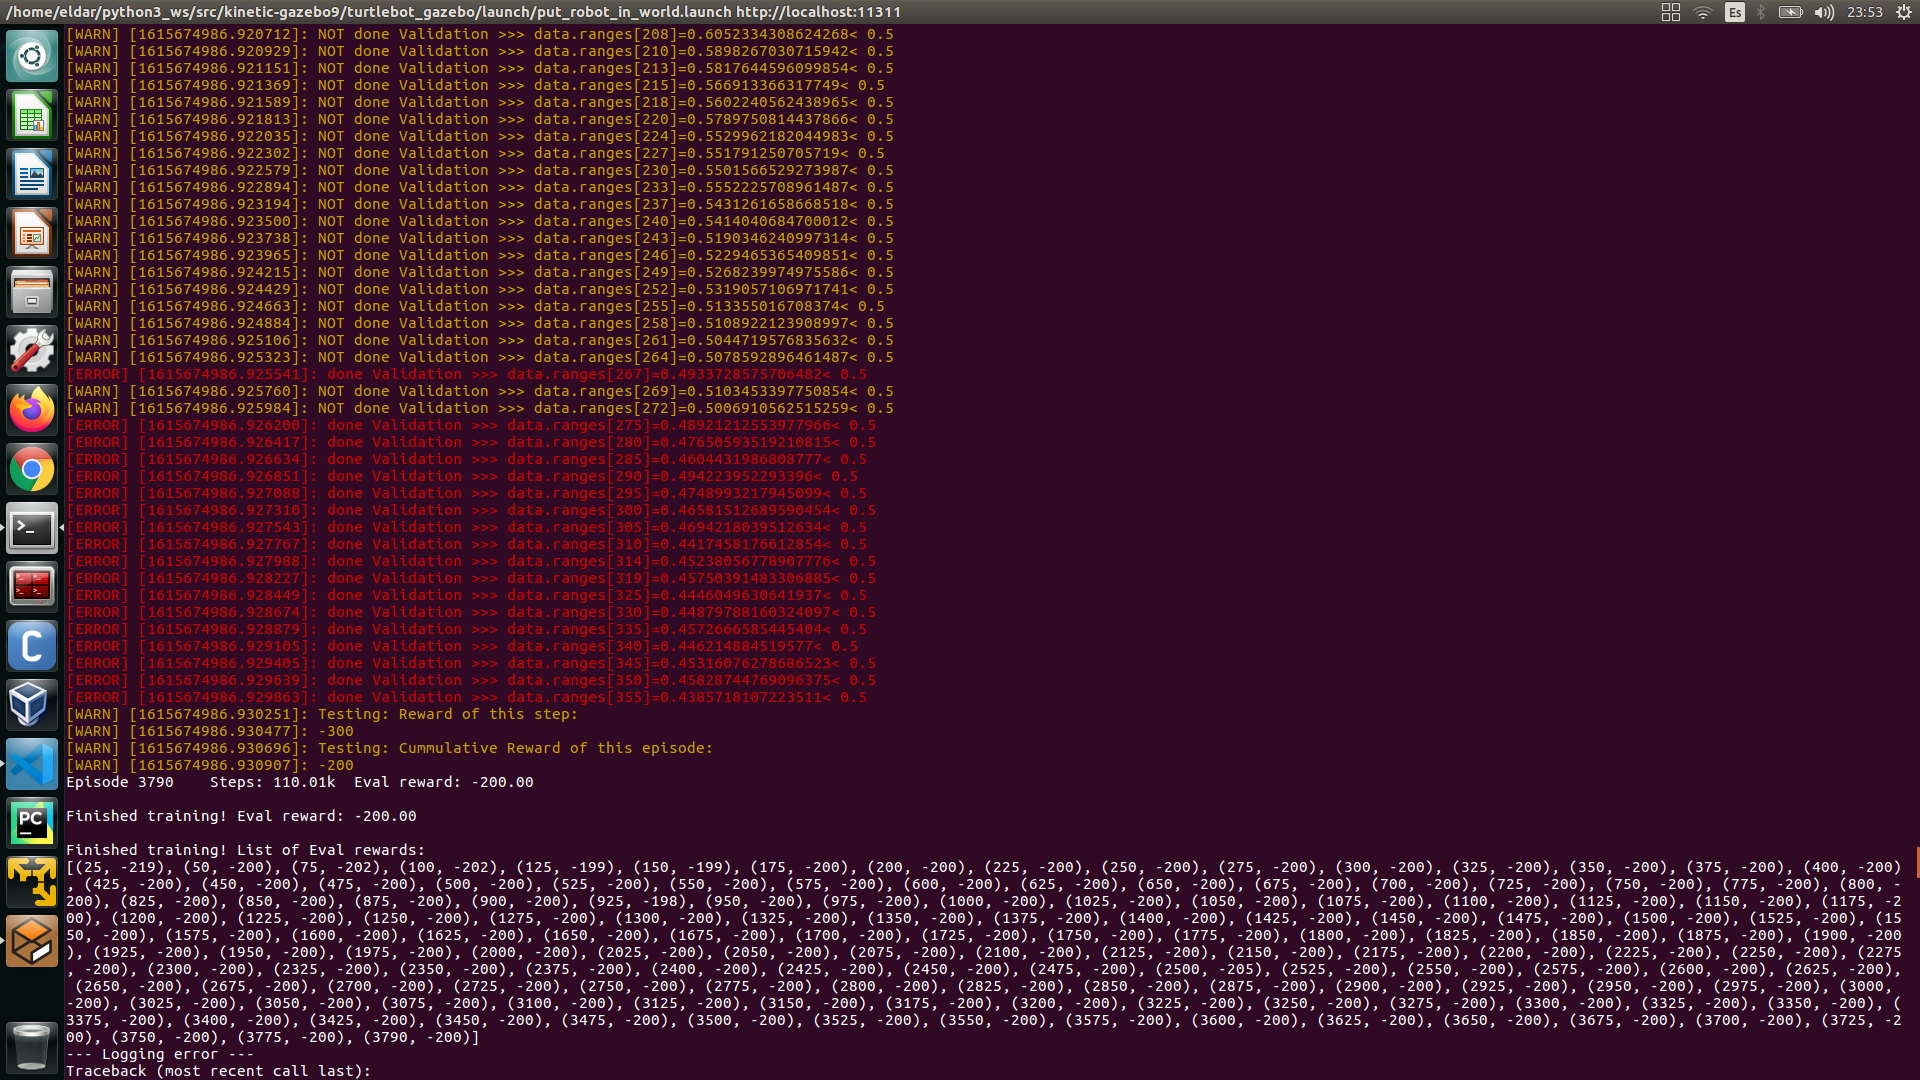 /home/eldar/python3_ws/src/kinetic-gazebo9/turtlebot_gazebo/launch/put_robot_in_world.launch http://localhost:11311
Es
23:53
[WARN] [1615674986.920712]: NOT done Validation >>> data.ranges[208]=0.6052334308624268< 0.5
[WARN] [1615674986.920929]: NOT done Validation >>> data.ranges[210]=0.5898267030715942< 0.5
[WARN] [1615674986.921151]: NOT done Validation >>> data.ranges[213]=0.5817644596099854< 0.5
[WARN] [1615674986.921369]: NOT done Validation >>> data.ranges[215]=0.566913366317749< 0.5
[WARN] [1615674986.921589]: NOT done Validation >>> data.ranges[218]=0.5602240562438965< 0.5
[WARN] [1615674986.921813]: NOT done Validation >>> data.ranges[220]=0.5789750814437866< 0.5
[WARN] [1615674986.922035]: NOT done Validation >>> data.ranges[224]=0.5529962182044983< 0.5
[WARN] [1615674986.922302]: NOT done Validation >>> data.ranges[227]=0.551791250705719< 0.5
[WARN] [1615674986.922579]: NOT done Validation >>> data.ranges[230]=0.5501566529273987< 0.5
[WARN] [1615674986.922894]: NOT done Validation >>> data.ranges[233]=0.5552225708961487< 0.5
[WARN] [1615674986.923194]: NOT done Validation >>> data.ranges[237]=0.5431261658668518< 0.5
[WARN] [1615674986.923500]: NOT done Validation >>> data.ranges[240]=0.5414040684700012< 0.5
[WARN] [1615674986.923738]: NOT done Validation >>> data.ranges[243]=0.5190346240997314< 0.5
[WARN] [1615674986.923965]: NOT done Validation >>> data.ranges[246]=0.5229465365409851< 0.5
[WARN] [1615674986.924215]: NOT done Validation >>> data.ranges[249]=0.5268239974975586< 0.5
[WARN] [1615674986.924429]: NOT done Validation >>> data.ranges[252]=0.5319057106971741< 0.5
[WARN] [1615674986.924663]: NOT done Validation >>> data.ranges[255]=0.513355016708374< 0.5
[WARN] [1615674986.924884]: NOT done Validation >>> data.ranges[258]=0.5108922123908997< 0.5
[WARN] [1615674986.925106]: NOT done Validation >>> data.ranges[261]=0.5044719576835632< 0.5
[WARN] [1615674986.925323]: NOT done Validation >>> data.ranges[264]=0.5078592896461487< 0.5
[ERROR] [1615674986.925541]: done Validation >>> data.ranges[267]=0.4933728575706482< 0.5
[WARN] [1615674986.925760]: NOT done Validation >>> data.ranges[269]=0.5103453397750854< 0.5
[WARN] [1615674986.925984]: NOT done Validation >>> data.ranges[272]=0.5006910562515259< 0.5
[ERROR] [1615674986.926200]: done Validation >>> data.ranges[275]=0.48921212553977966< 0.5
[ERROR] [1615674986.926417]: done Validation >>> data.ranges[280]=0.47650593519210815< 0.5
[ERROR] [1615674986.926634]: done Validation >>> data.ranges[285]=0.4604431986808777< 0.5
[ERROR] [1615674986.926851]: done Validation >>> data.ranges[290]=0.494223952293396< 0.5
[ERROR] [1615674986.927088]: done Validation >>> data.ranges[295]=0.4748993217945099< 0.5
[ERROR] [1615674986.927310]: done Validation >>> data.ranges[300]=0.46581512689590454< 0.5
[ERROR] [1615674986.927543]: done Validation >>> data.ranges[305]=0.4694218039512634< 0.5
[ERROR] [1615674986.927767]: done Validation >>> data.ranges[310]=0.4417458176612854< 0.5
[ERROR] [1615674986.927988]: done Validation >>> data.ranges[314]=0.45238056778907776< 0.5
[ERROR] [1615674986.928227]: done Validation >>> data.ranges[319]=0.45750391483306885< 0.5
[ERROR] [1615674986.928449]: done Validation >>> data.ranges[325]=0.4446049630641937< 0.5
[ERROR] [1615674986.928674]: done Validation >>> data.ranges[330]=0.44879788160324097< 0.5
[ERROR] [1615674986.928879]: done Validation >>> data.ranges[335]=0.4572666585445404< 0.5
[ERROR] [1615674986.929105]: done Validation >>> data.ranges[340]=0.446214884519577< 0.5
[ERROR] [1615674986.929405]: done Validation >>> data.ranges[345]=0.45316076278686523< 0.5
[ERROR] [1615674986.929639]: done Validation >>> data.ranges[350]=0.45828744769096375< 0.5
[ERROR] [1615674986.929863]: done Validation >>> data.ranges[355]=0.4385718107223511< 0.5
[WARN] [1615674986.930251]: Testing: Reward of this step:
[WARN] [1615674986.930477]: -300
[WARN] [1615674986.930696]: Testing: Cummulative Reward of this episode:
[WARN] [1615674986.930907]: -200
Episode 3790    Steps: 110.01k  Eval reward: -200.00
Finished training! Eval reward: -200.00
Finished training! List of Eval rewards:
[(25, -219), (50, -200), (75, -202), (100, -202), (125, -199), (150, -199), (175, -200), (200, -200), (225, -200), (250, -200), (275, -200), (300, -200), (325, -200), (350, -200), (375, -200), (400, -200)
, (425, -200), (450, -200), (475, -200), (500, -200), (525, -200), (550, -200), (575, -200), (600, -200), (625, -200), (650, -200), (675, -200), (700, -200), (725, -200), (750, -200), (775, -200), (800, -
200), (825, -200), (850, -200), (875, -200), (900, -200), (925, -198), (950, -200), (975, -200), (1000, -200), (1025, -200), (1050, -200), (1075, -200), (1100, -200), (1125, -200), (1150, -200), (1175, -2
00), (1200, -200), (1225, -200), (1250, -200), (1275, -200), (1300, -200), (1325, -200), (1350, -200), (1375, -200), (1400, -200), (1425, -200), (1450, -200), (1475, -200), (1500, -200), (1525, -200), (15
50, -200), (1575, -200), (1600, -200), (1625, -200), (1650, -200), (1675, -200), (1700, -200), (1725, -200), (1750, -200), (1775, -200), (1800, -200), (1825, -200), (1850, -200), (1875, -200), (1900, -200
), (1925, -200), (1950, -200), (1975, -200), (2000, -200), (2025, -200), (2050, -200), (2075, -200), (2100, -200), (2125, -200), (2150, -200), (2175, -200), (2200, -200), (2225, -200), (2250, -200), (2275
, -200), (2300, -200), (2325, -200), (2350, -200), (2375, -200), (2400, -200), (2425, -200), (2450, -200), (2475, -200), (2500, -205), (2525, -200), (2550, -200), (2575, -200), (2600, -200), (2625, -200),
 (2650, -200), (2675, -200), (2700, -200), (2725, -200), (2750, -200), (2775, -200), (2800, -200), (2825, -200), (2850, -200), (2875, -200), (2900, -200), (2925, -200), (2950, -200), (2975, -200), (3000,
-200), (3025, -200), (3050, -200), (3075, -200), (3100, -200), (3125, -200), (3150, -200), (3175, -200), (3200, -200), (3225, -200), (3250, -200), (3275, -200), (3300, -200), (3325, -200), (3350, -200), (
3375, -200), (3400, -200), (3425, -200), (3450, -200), (3475, -200), (3500, -200), (3525, -200), (3550, -200), (3575, -200), (3600, -200), (3625, -200), (3650, -200), (3675, -200), (3700, -200), (3725, -2
00), (3750, -200), (3775, -200), (3790, -200)]
--- Logging error ---
Traceback (most recent call last):
C
PC